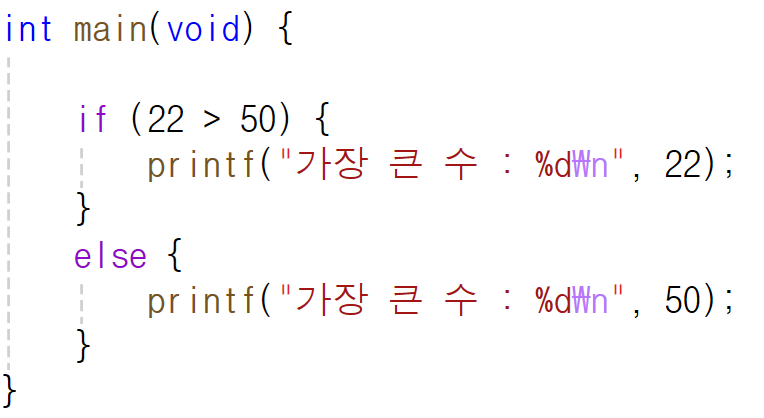 int main(void) {
if (22 > 50) {
printf("가장 큰 수 : %d₩n", 22);
}
else {
printf("가장 큰 수 : %d₩n", 50);
}
}